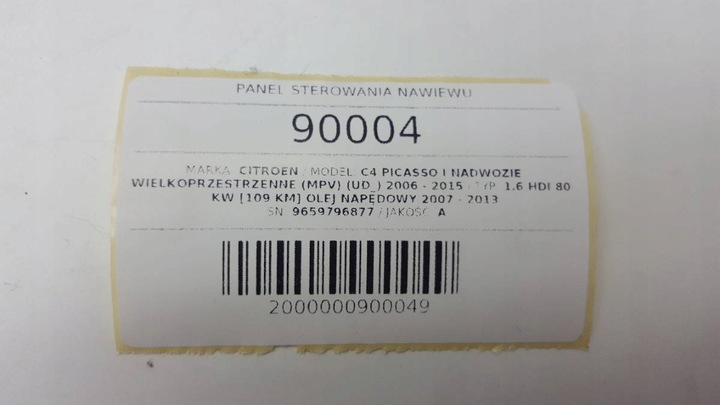 PANEL STEROWANIA NAWIEWU
90004
MARKA: CITROEN / MODEL: C4 PICASSO I NADWOZIE
WIELKOPRZESTRZENNE (MPV) (UD_) 2006 - 2015 / TYP: 1.6 HDI 80
KW [109 KM] OLEJ NAPĘDOWY 2007 - 2013
SN: 9659796877 / JAKOŚĆ: A
2000000900049